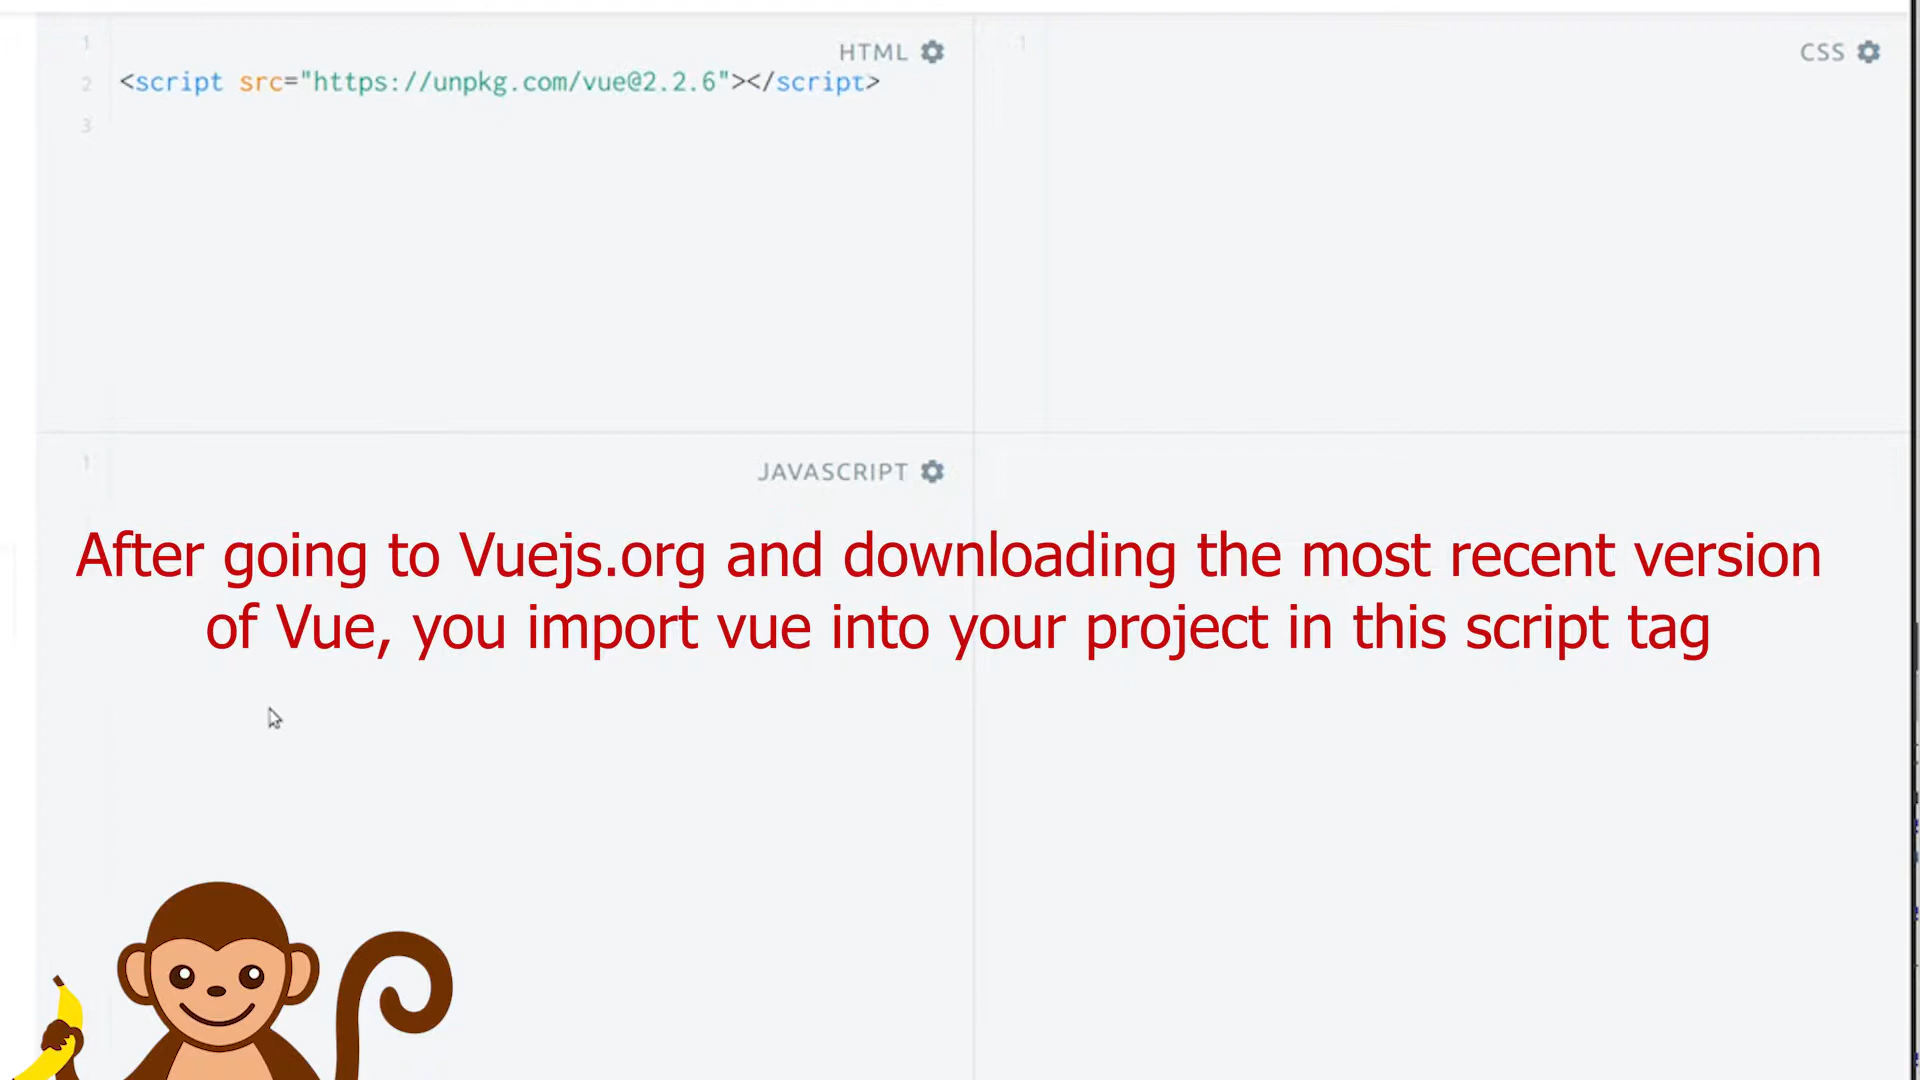 1
HTML
1
CSS
2 <script src="https://unpkg.com/vue@2.2.6"></script>
3
1
JAVASCRIPT
After going to Vuejs.org and downloading the most recent version
of Vue, you import vue into your project in this script tag